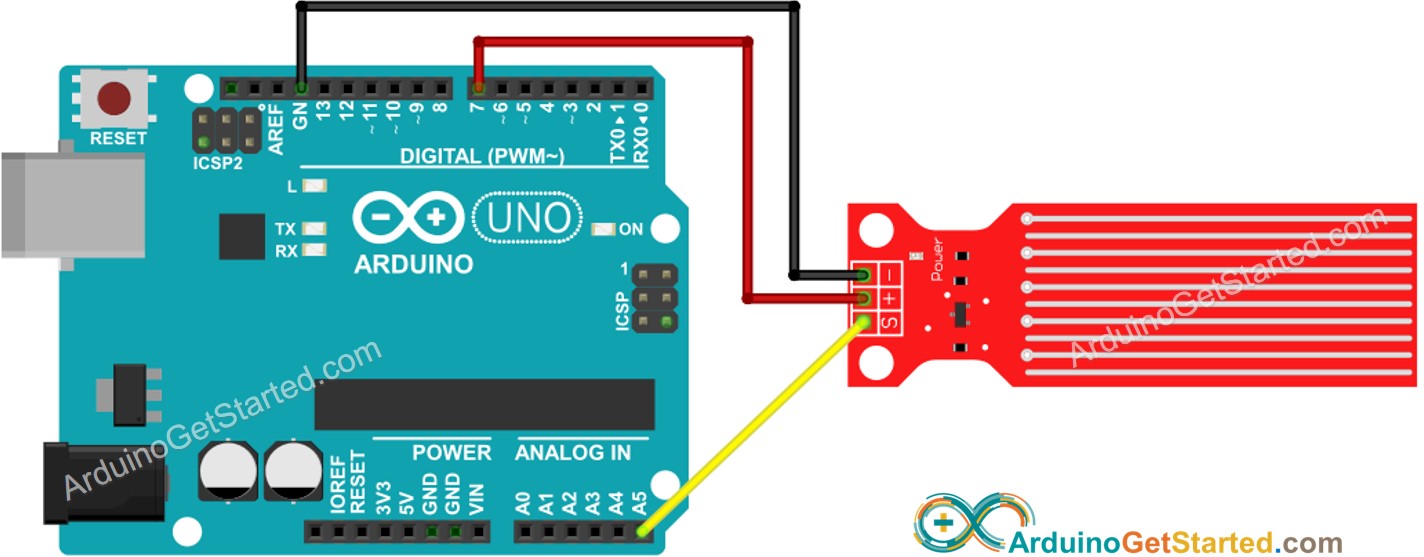 RESET
ICSP2
AREF
GN
13
12
~11
~10
~9
8
7
~6
~5
4
~3
2
TX0▶1
RX0◀0
DIGITAL (PWM~)
L
TX
RX
ARDUINO
UNO
ON
1
ICSP
Power
-
+
S
ArduinoGetStarted.com
ArduinoGetStarted.com
POWER
ANALOG IN
IOREF
RESET
3V3
5V
GND
GND
VIN
A0
A1
A2
A3
A4
A5
ArduinoGetStarted.com